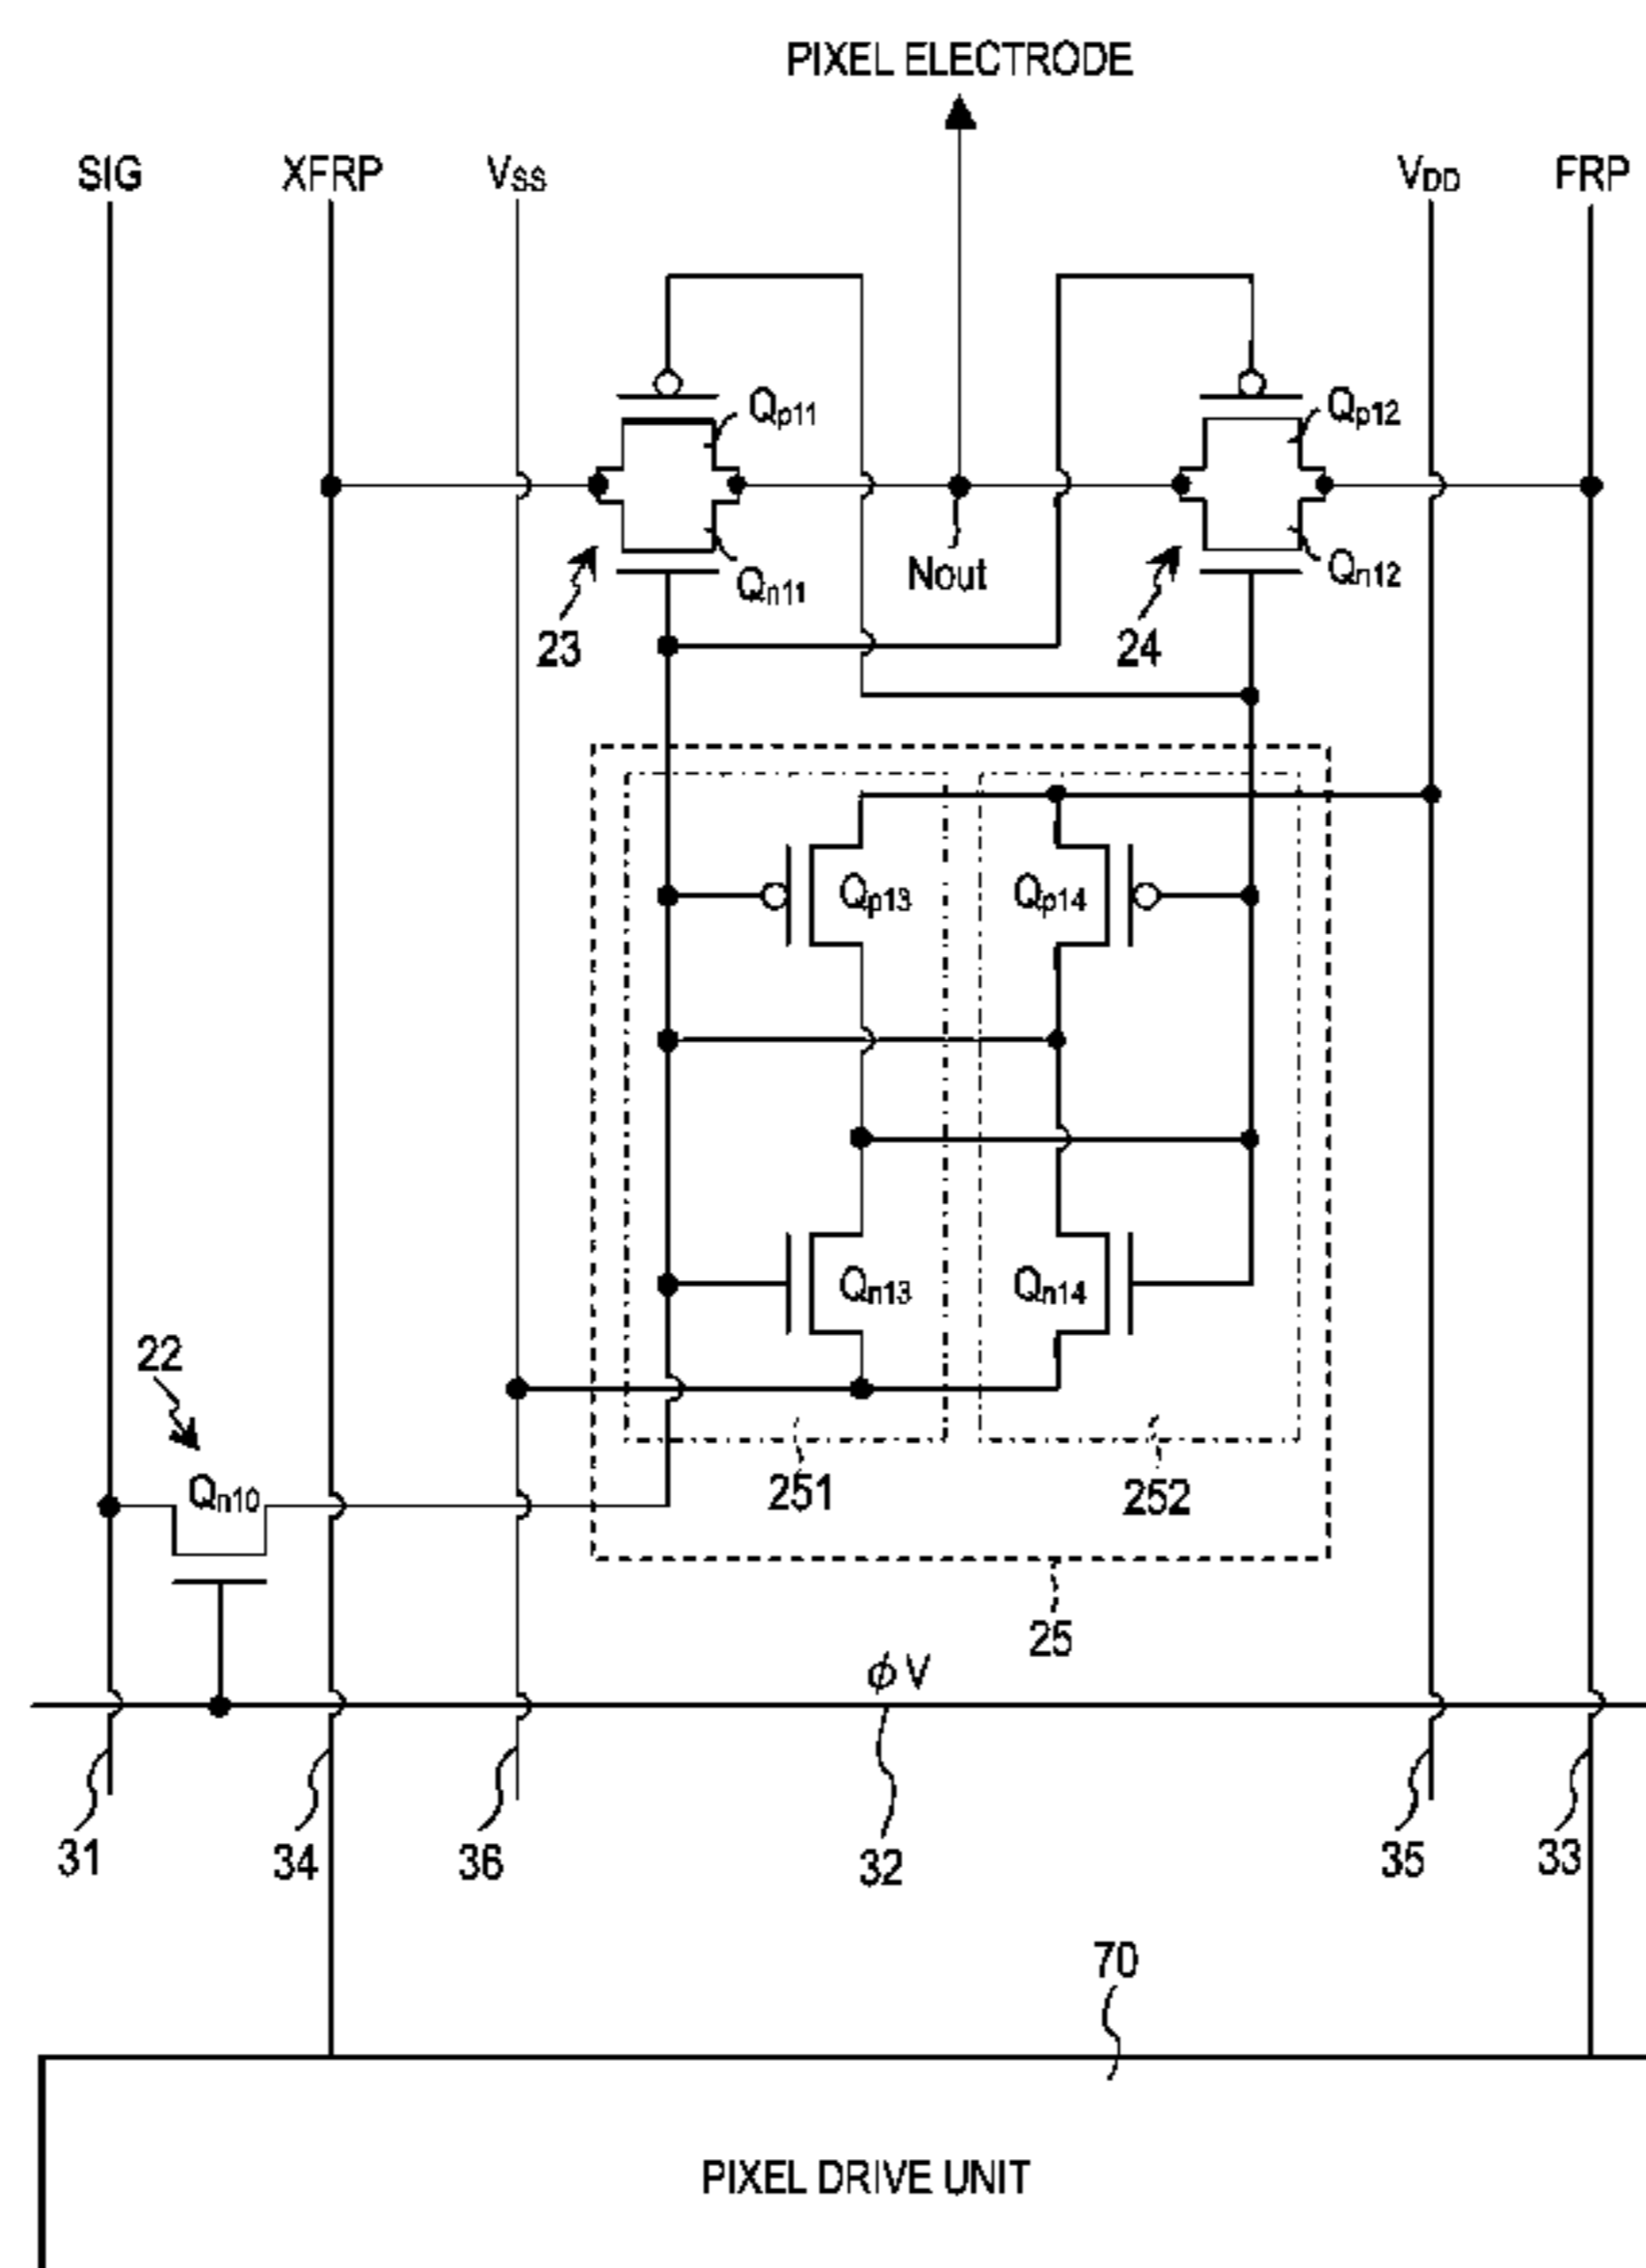 PIXEL ELECTRODE
SIG
XFRP
VSS
VDD
FRP
Qp11
Qp12
Qn11
Nout
Qn12
23
24
Qp13
Qp14
Qn13
Qn14
22
Qn10
251
252
25
ϕV
31
34
36
32
35
33
70
PIXEL DRIVE UNIT